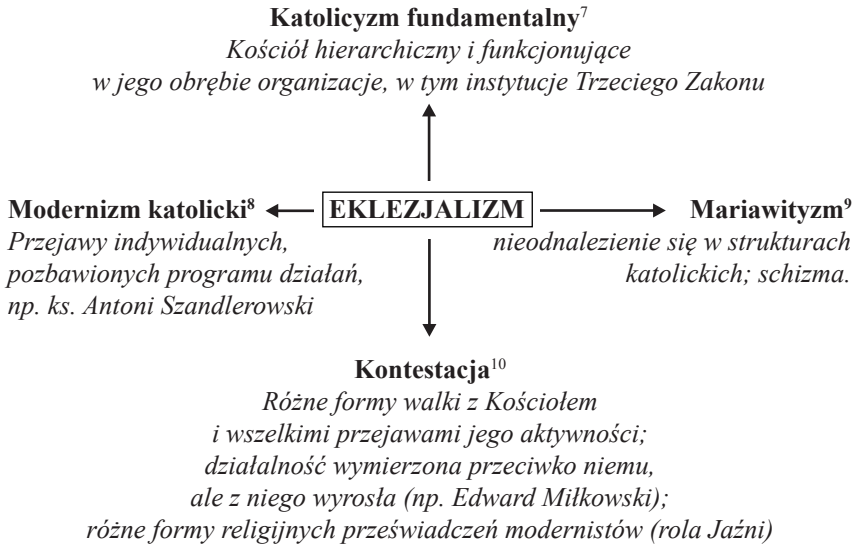 Katolicyzm fundamentalny⁷
Kościół hierarchiczny i funkcjonujące
w jego obrębie organizacje, w tym instytucje Trzeciego Zakonu
Modernizm katolicki⁸
Przejawy indywidualnych,
pozbawionych programu działań,
np. ks. Antoni Szandlerowski
EKLEZJALIZM
Mariawityzm⁹
nieodnalezienie się w strukturach
katolickich; schizma.
Kontestacja¹⁰
Różne formy walki z Kościołem
i wszelkimi przejawami jego aktywności;
działalność wymierzona przeciwko niemu,
ale z niego wyrosła (np. Edward Miłkowski);
różne formy religijnych przeświadczeń modernistów (rola Jaźni)